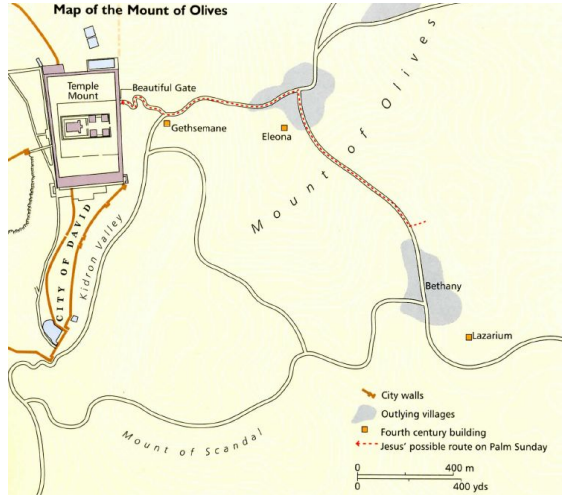 Map of the Mount of Olives
Temple
Mount
Beautiful Gate
Gethsemane
Eleona
Mount of Olives
CITY OF DAVID
Kidron Valley
Bethany
Lazarium
Mount of Scandal
City walls
Outlying villages
Fourth century building
Jesus' possible route on Palm Sunday
0 400 m
0 400 yds